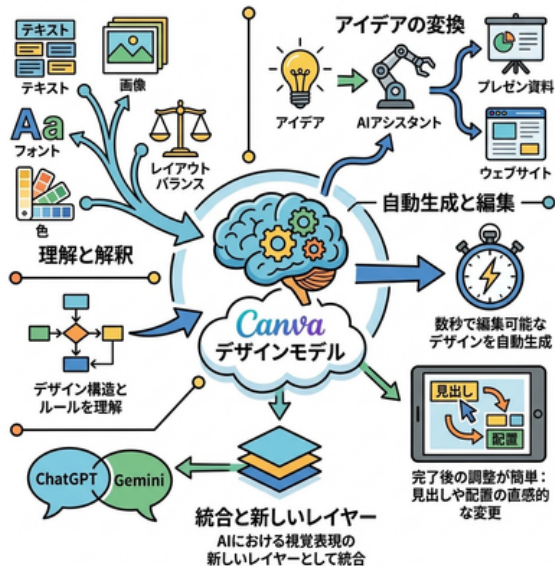 テキスト
テキスト
画像
Aa
フォント
レイアウト
バランス
色
理解と解釈
デザイン構造と
ルールを理解
アイデアの変換
アイデア
AIアシスタント
プレゼン資料
ウェブサイト
Canva
デザインモデル
自動生成と編集
数秒で編集可能な
デザインを自動生成
見出し
配置
完了後の調整が簡単:
見出しや配置の直感的
な変更
ChatGPT
Gemini
統合と新しいレイヤー
AIにおける視覚表現の
新しいレイヤーとして統合